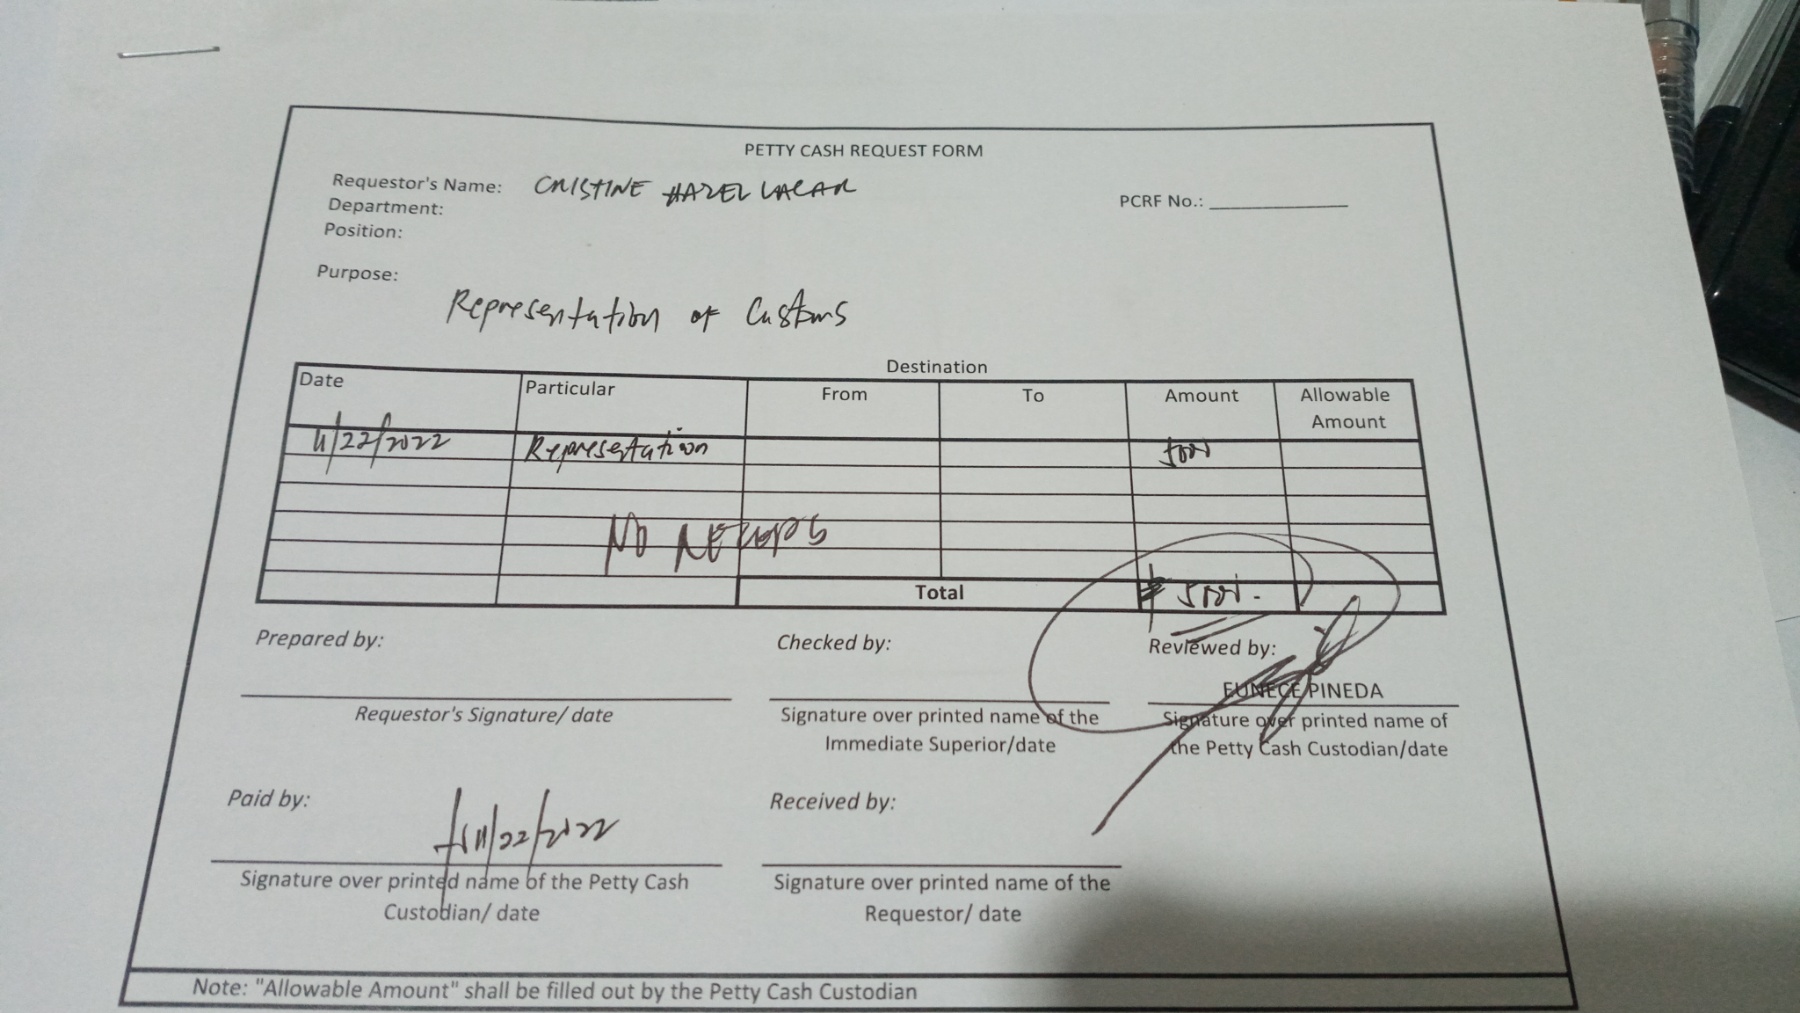 PETTY CASH REQUEST FORM
Requestor's Name: CRISTINE HAZEL LACAR
PCRF No.:
Department:
Position:
Purpose:
Representation of Customs
Destination
Date Particular From To Amount Allowable Amount
11/22/2022 Representation
NO
Total
Prepared by: Checked by: Reviewed by:
EUNECE PINEDA
Requestor's Signature/ date
Signature over printed name of the Immediate Superior/date
Signature over printed name of the Petty Cash Custodian/date
Paid by: Received by:
11/22/2022
Signature over printed name of the Petty Cash Custodian/ date
Signature over printed name of the Requestor/ date
Note: "Allowable Amount" shall be filled out by the Petty Cash Custodian